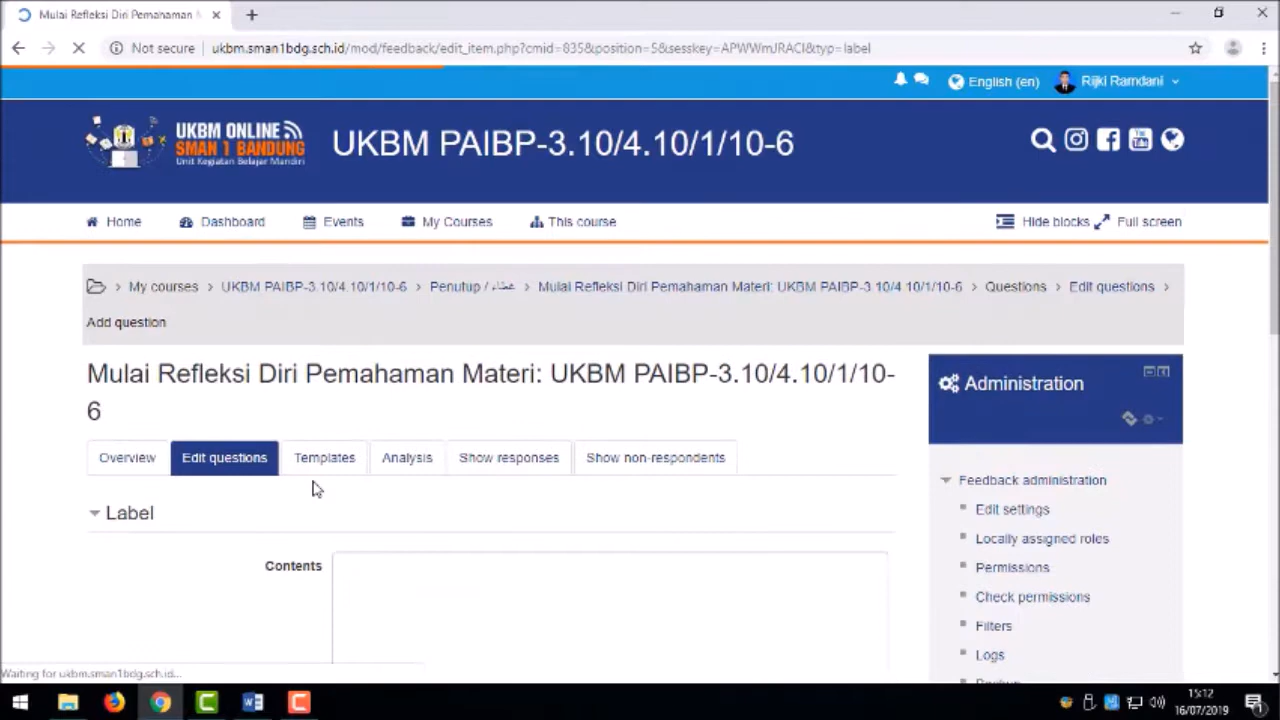 Mulai Refleksi Diri Pemahaman M
Not secure
ukbm.sman1bdg.sch.id/mod/feedback/edit_item.php?cmid=835&position=5&sesskey=APWWmJRACI&typ=label
English (en)
Rijki Ramdani
UKBM ONLINE
SMAN 1 BANDUNG
Unit Kegiatan Belajar Mandiri
UKBM PAIBP-3.10/4.10/1/10-6
Home
Dashboard
Events
My Courses
This course
Hide blocks
Full screen
My courses > UKBM PAIBP-3.10/4.10/1/10-6 > Penutup / > Mulai Refleksi Diri Pemahaman Materi: UKBM PAIBP-3.10/4.10/1/10-6 > Questions > Edit questions >
Add question
Mulai Refleksi Diri Pemahaman Materi: UKBM PAIBP-3.10/4.10/1/10-
6
Administration
Overview
Edit questions
Templates
Analysis
Show responses
Show non-respondents
Label
Contents
Feedback administration
Edit settings
Locally assigned roles
Permissions
Check permissions
Filters
Logs
Waiting for ukbm.sman1bdg.sch.id...
15:12
16/07/2019